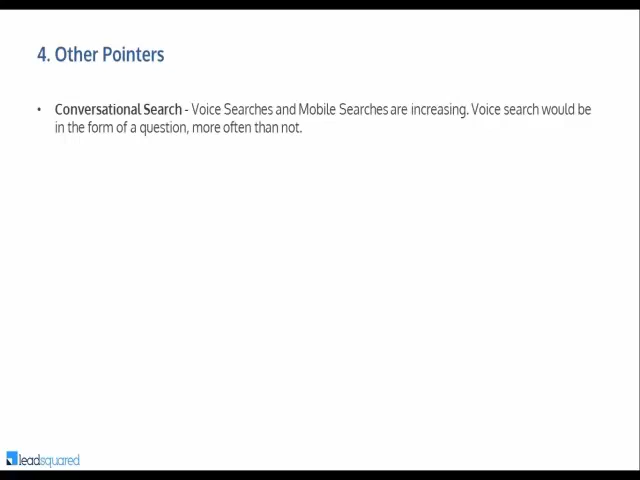 4. Other Pointers
• Conversational Search - Voice Searches and Mobile Searches are increasing. Voice search would be
in the form of a question, more often than not.
leadsquared